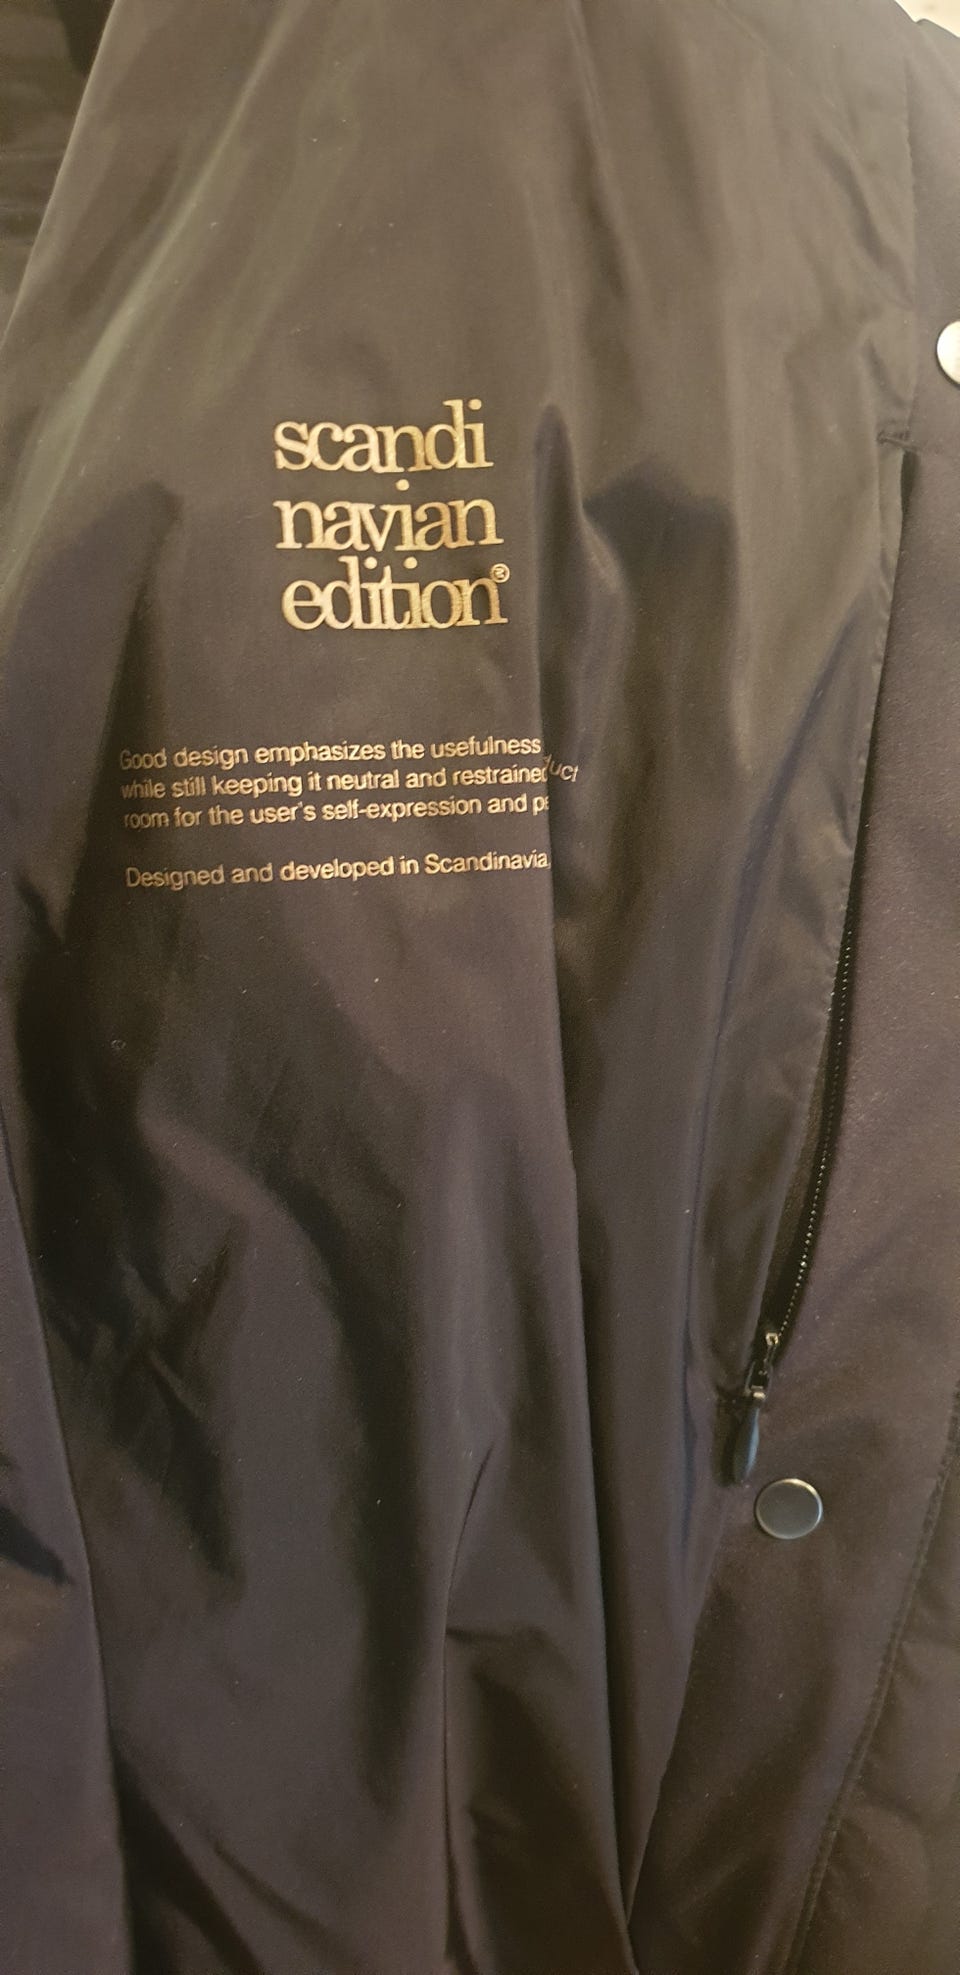 scandi
navian
edition®
Good design emphasizes the usefulness
while still keeping it neutral and restrained
room for the user's self-expression and
Designed and developed in Scandinavia